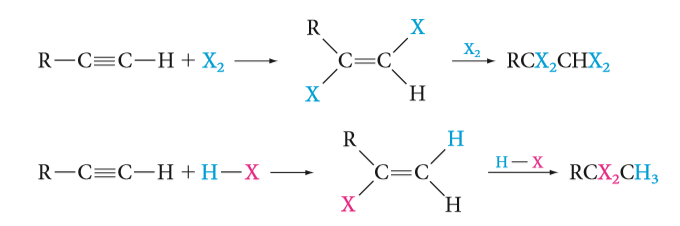 R X
X₂
R—C≡C—H + X₂ ⟶ C=C ⟶ RCX₂CHX₂
X H
R H
H—X
R—C≡C—H + H—X ⟶ C=C ⟶ RCX₂CH₃
X H